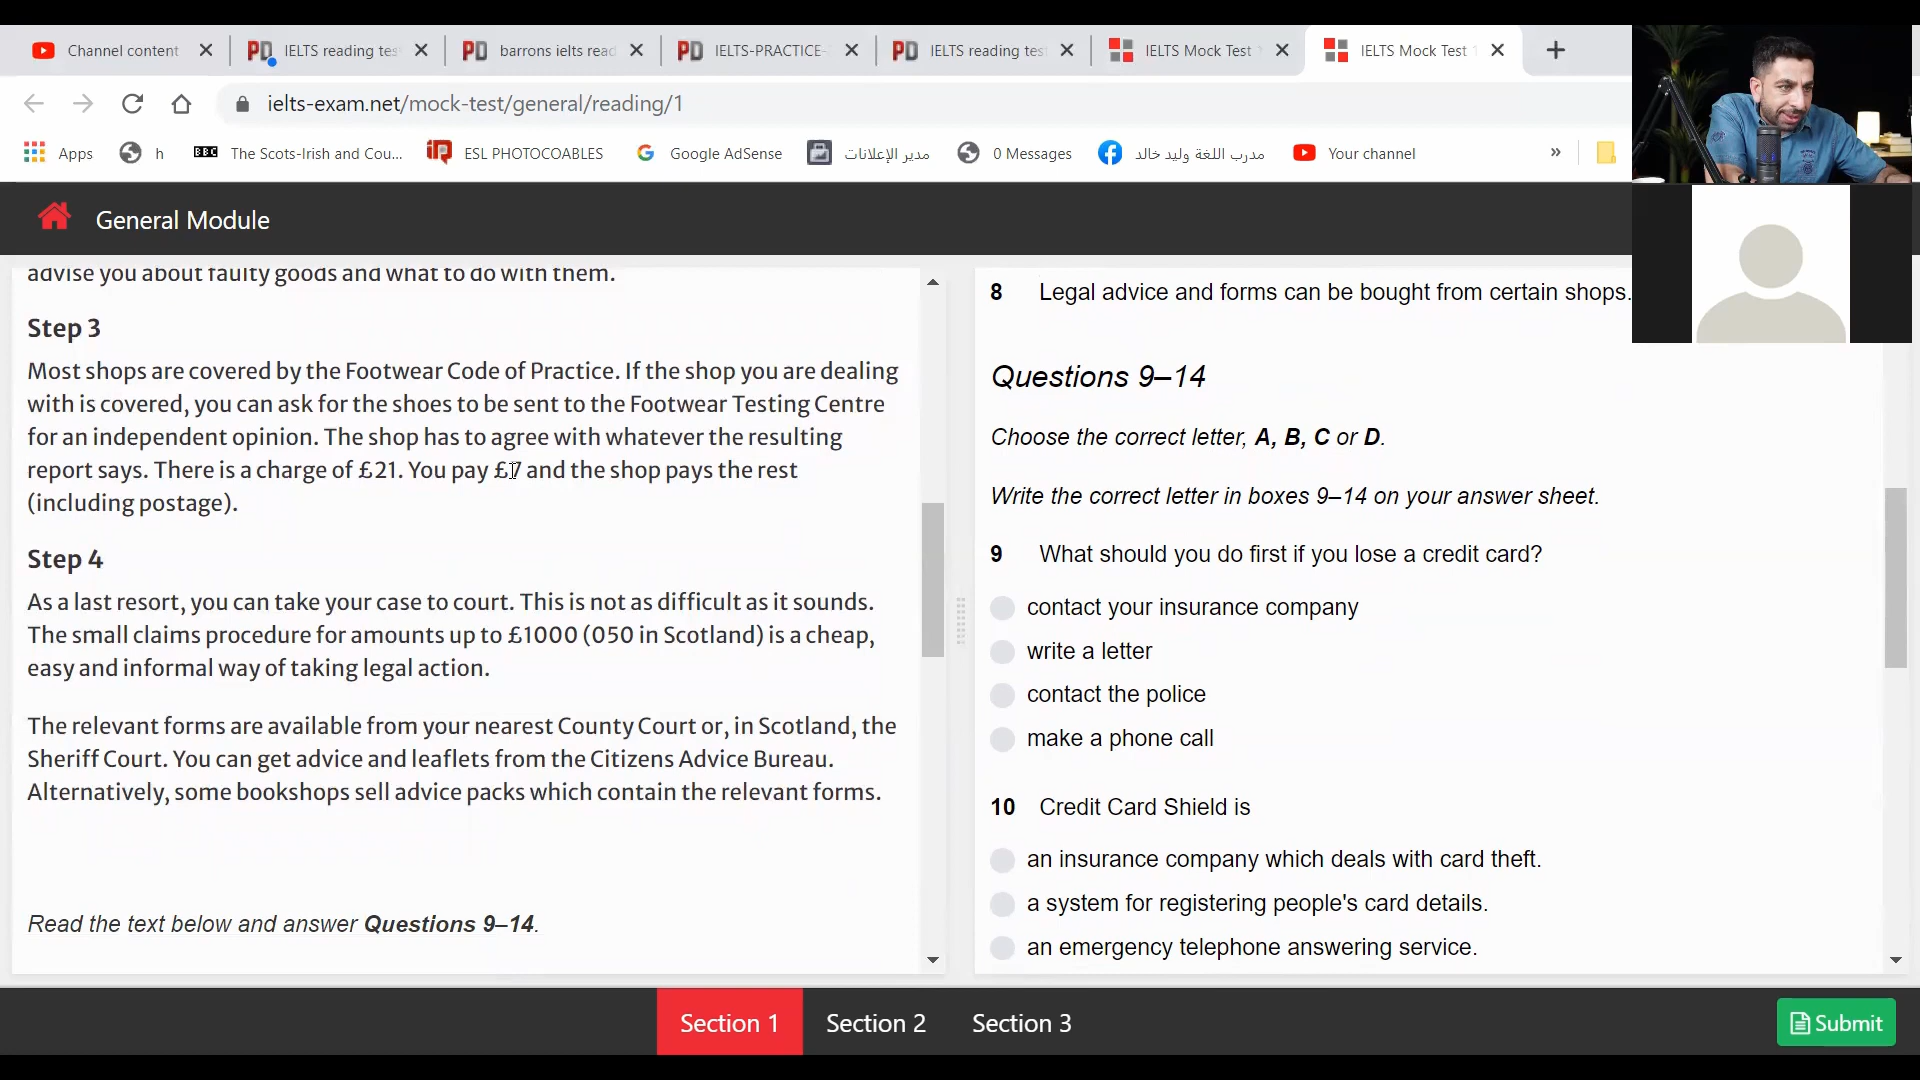 Channel content
IELTS reading tes
barrons ielts read
IELTS-PRACTICE-
IELTS reading tes
IELTS Mock Test 1
IELTS Mock Test 1
ielts-exam.net/mock-test/general/reading/1
Apps
h
BBC
The Scots-Irish and Cou...
ESL PHOTOCOABLES
Google AdSense
مدير الإعلانات
0 Messages
مدرب اللغة وليد خالد
Your channel
»
General Module
advise you about faulty goods and what to do with them.
Step 3
Most shops are covered by the Footwear Code of Practice. If the shop you are dealing
with is covered, you can ask for the shoes to be sent to the Footwear Testing Centre
for an independent opinion. The shop has to agree with whatever the resulting
report says. There is a charge of £21. You pay £7 and the shop pays the rest
(including postage).
Step 4
As a last resort, you can take your case to court. This is not as difficult as it sounds.
The small claims procedure for amounts up to £1000 (050 in Scotland) is a cheap,
easy and informal way of taking legal action.
The relevant forms are available from your nearest County Court or, in Scotland, the
Sheriff Court. You can get advice and leaflets from the Citizens Advice Bureau.
Alternatively, some bookshops sell advice packs which contain the relevant forms.
Read the text below and answer Questions 9–14.
8 Legal advice and forms can be bought from certain shops.
Questions 9–14
Choose the correct letter, A, B, C or D.
Write the correct letter in boxes 9–14 on your answer sheet.
9 What should you do first if you lose a credit card?
contact your insurance company
write a letter
contact the police
make a phone call
10 Credit Card Shield is
an insurance company which deals with card theft.
a system for registering people's card details.
an emergency telephone answering service.
Section 1
Section 2
Section 3
Submit